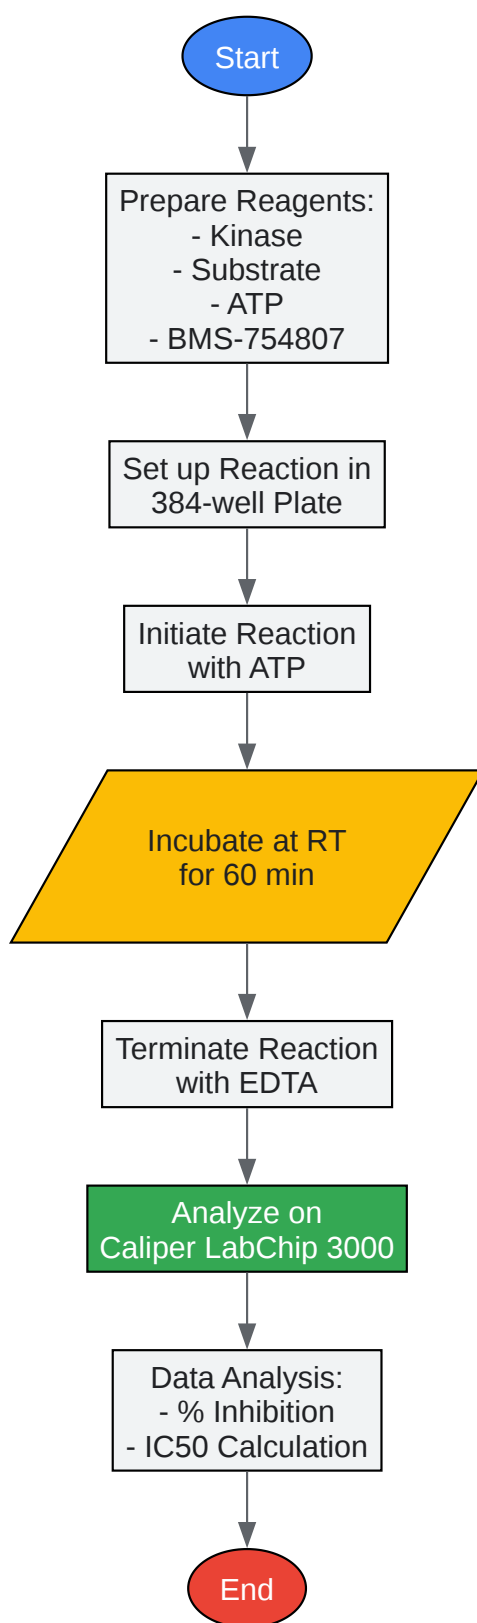 Start
Prepare Reagents:
- Kinase
- Substrate
- ATP
- BMS-754807
Set up Reaction in
384-well Plate
Initiate Reaction
with ATP
Incubate at RT
for 60 min
Terminate Reaction
with EDTA
Analyze on
Caliper LabChip 3000
Data Analysis:
- % Inhibition
- IC50 Calculation
End